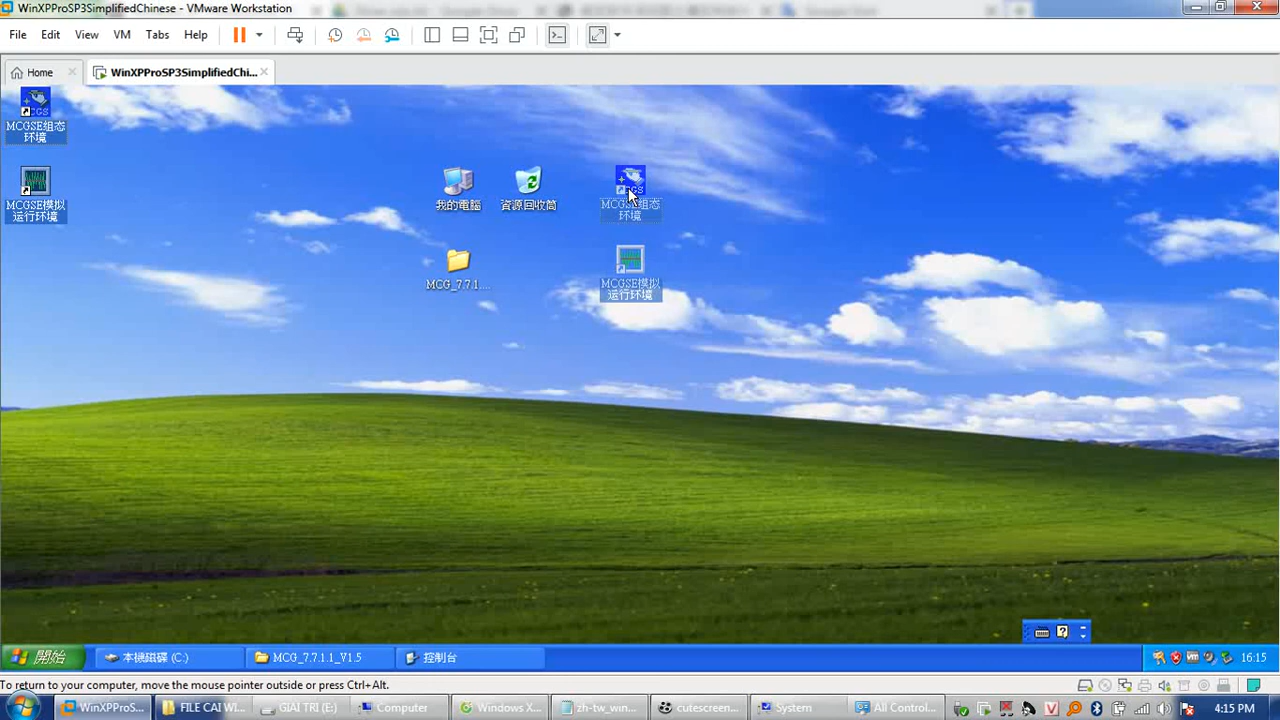 WinXPProSP3SimplifiedChinese - VMware Workstation
File Edit View VM Tabs Help
Home
WinXPProSP3SimplifiedChi...
MCGSE组态
环境
MCGSE模拟
运行环境
我的電腦
資源回收筒
MCG_7.7.1....
MCGSE组态
环境
MCGSE模拟
运行环境
開始
本機磁碟 (C:)
MCG_7.7.1.1_V1.5
控制台
16:15
To return to your computer, move the mouse pointer outside or press Ctrl+Alt.
WinXPProS...
FILE CAI WI...
GIAI TRI (E:)
Computer
Windows X...
zh-tw_win...
cutescreen...
System
All Control...
4:15 PM